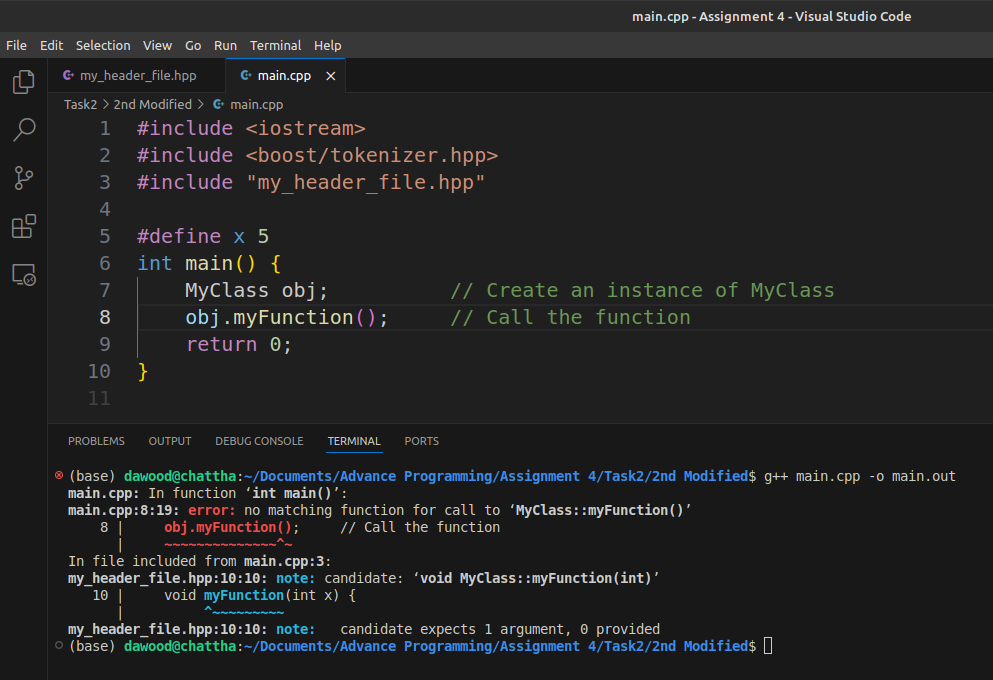 main.cpp - Assignment 4 - Visual Studio Code
File Edit Selection View Go Run Terminal Help
my_header_file.hpp main.cpp
Task2 > 2nd Modified > main.cpp
1 #include <iostream>
2 #include <boost/tokenizer.hpp>
3 #include "my_header_file.hpp"
4
5 #define x 5
6 int main() {
7     MyClass obj;          // Create an instance of MyClass
8     obj.myFunction();     // Call the function
9     return 0;
10 }
11
PROBLEMS OUTPUT DEBUG CONSOLE TERMINAL PORTS
(base) dawood@chattha:~/Documents/Advance Programming/Assignment 4/Task2/2nd Modified$ g++ main.cpp -o main.out
main.cpp: In function ‘int main()’:
main.cpp:8:19: error: no matching function for call to ‘MyClass::myFunction()’
    8 |     obj.myFunction();     // Call the function
      |     ~~~~~~~~~~~~~~^~
In file included from main.cpp:3:
my_header_file.hpp:10:10: note: candidate: ‘void MyClass::myFunction(int)’
   10 |     void myFunction(int x) {
      |          ^~~~~~~~~~
my_header_file.hpp:10:10: note:   candidate expects 1 argument, 0 provided
(base) dawood@chattha:~/Documents/Advance Programming/Assignment 4/Task2/2nd Modified$